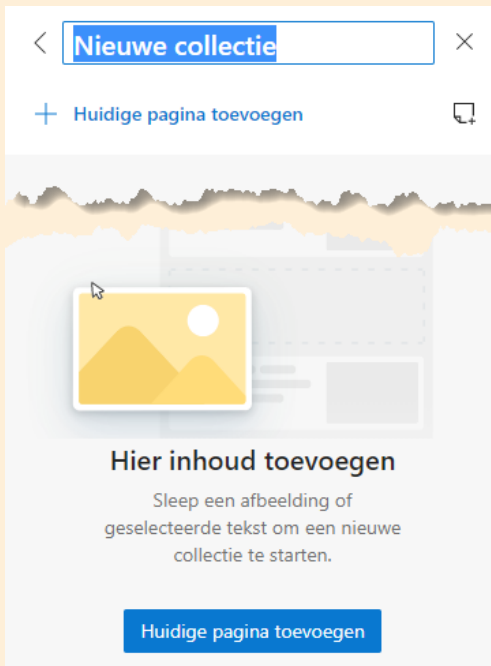 Nieuwe collectie
Huidige pagina toevoegen
Hier inhoud toevoegen
Sleep een afbeelding of
geselecteerde tekst om een nieuwe
collectie te starten.
Huidige pagina toevoegen